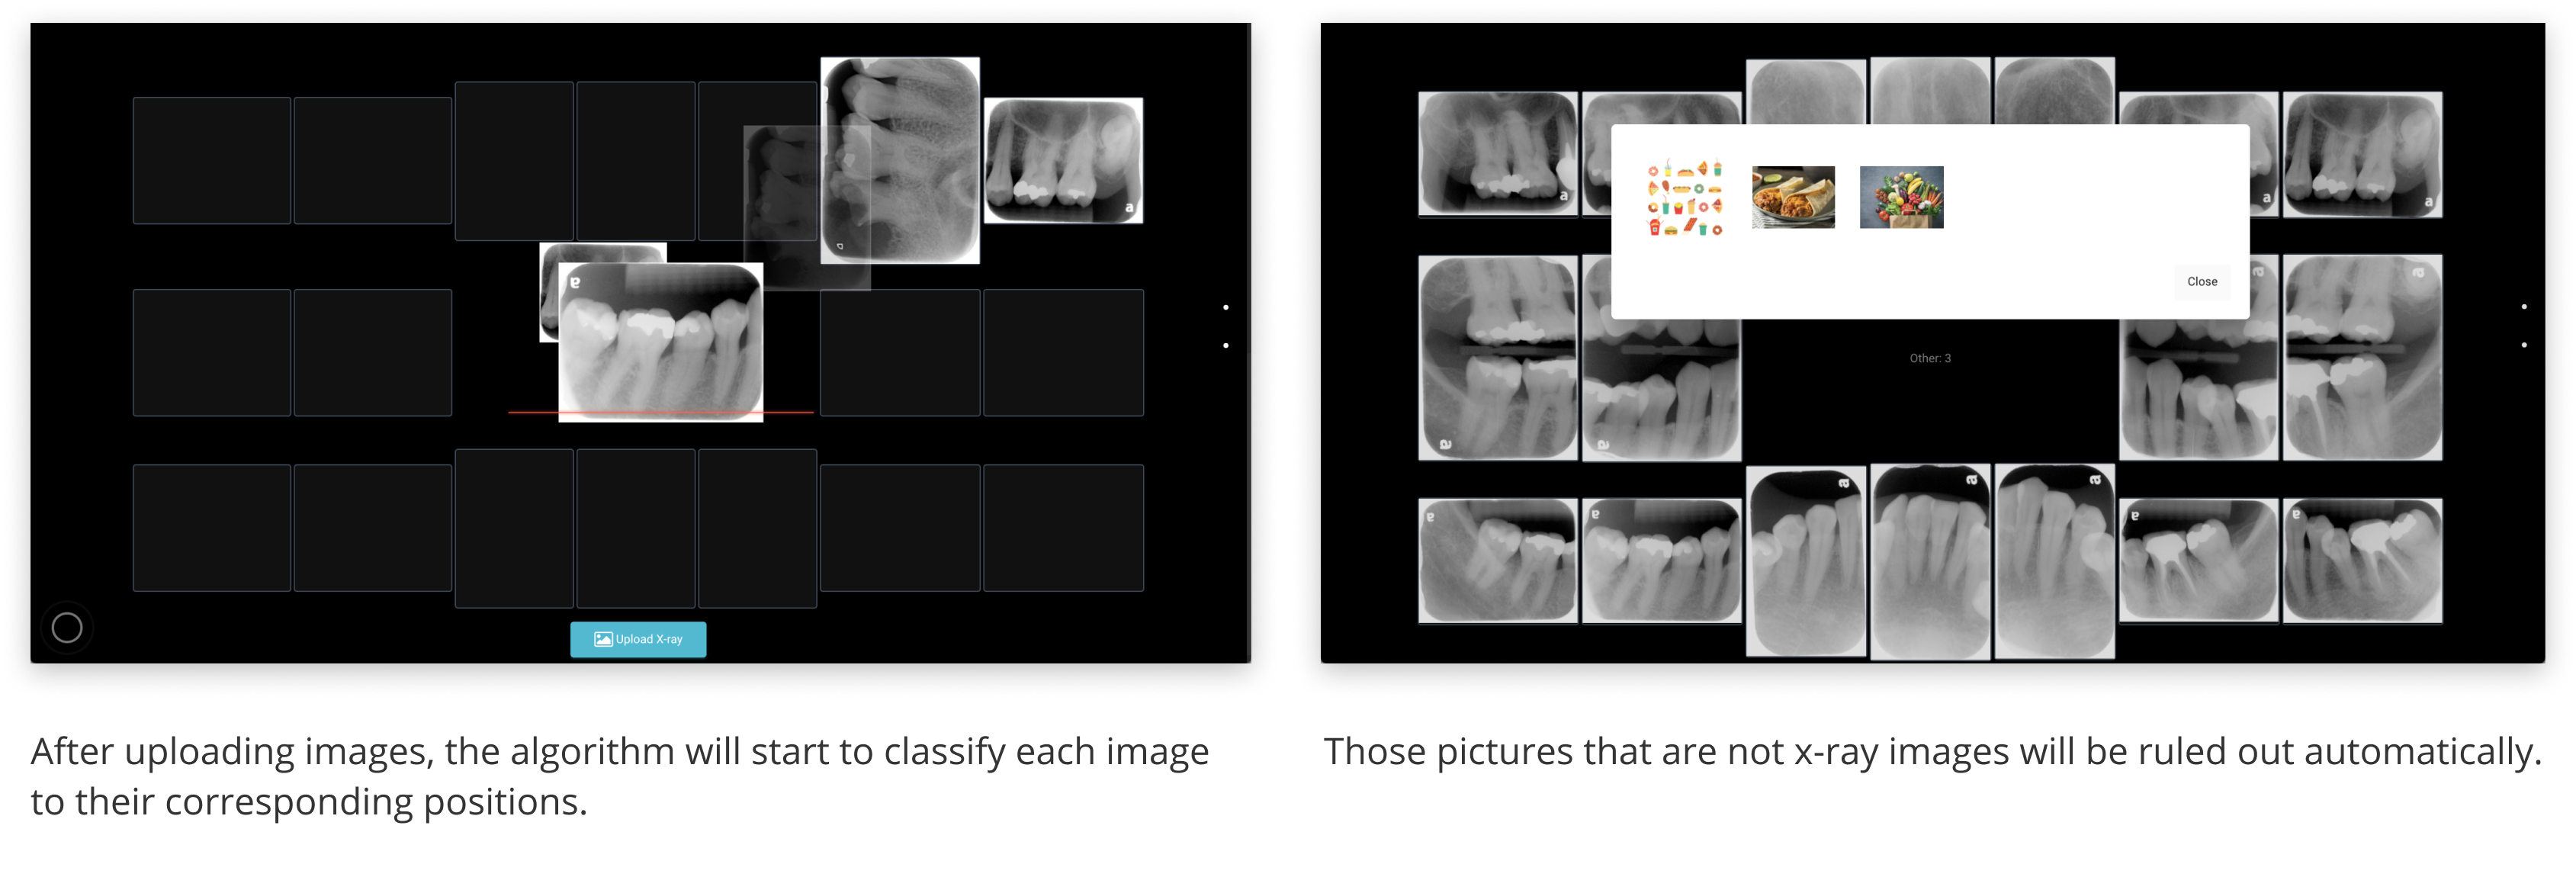 a
a
Upload X-ray
a
a
a
a
Close
a
a
Other: 3
a
a
a
a
a
a
a
a
a
After uploading images, the algorithm will start to classify each image
to their corresponding positions.
Those pictures that are not x-ray images will be ruled out automatically.